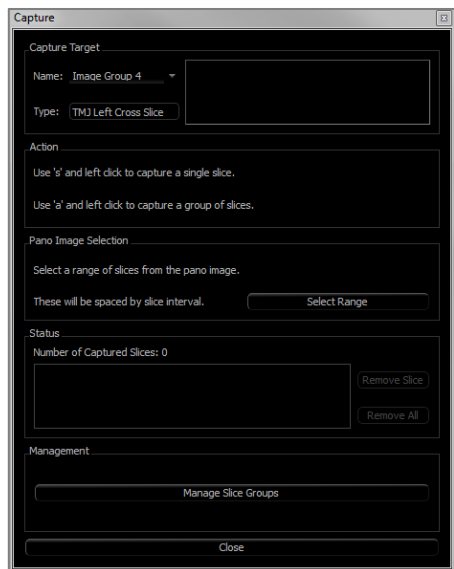 Capture
Capture Target
Name: Image Group 4
Type: TMJ Left Cross Slice
Action
Use 's' and left click to capture a single slice.
Use 'a' and left click to capture a group of slices.
Pano Image Selection
Select a range of slices from the pano image.
These will be spaced by slice interval. Select Range
Status
Number of Captured Slices: 0
Remove Slice
Remove All
Management
Manage Slice Groups
Close